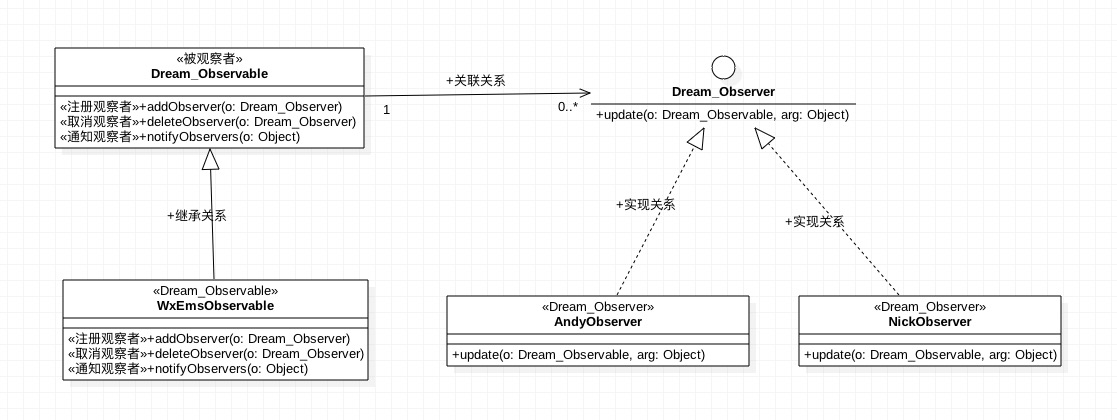 «被观察者»
Dream_Observable
«注册观察者»+addObserver(o: Dream_Observer)
«取消观察者»+deleteObserver(o: Dream_Observer)
«通知观察者»+notifyObservers(o: Object)
+关联关系
1
0..*
Dream_Observer
+update(o: Dream_Observable, arg: Object)
+继承关系
+实现关系
+实现关系
«Dream_Observable»
WxEmsObservable
«注册观察者»+addObserver(o: Dream_Observer)
«取消观察者»+deleteObserver(o: Dream_Observer)
«通知观察者»+notifyObservers(o: Object)
«Dream_Observer»
AndyObserver
+update(o: Dream_Observable, arg: Object)
«Dream_Observer»
NickObserver
+update(o: Dream_Observable, arg: Object)